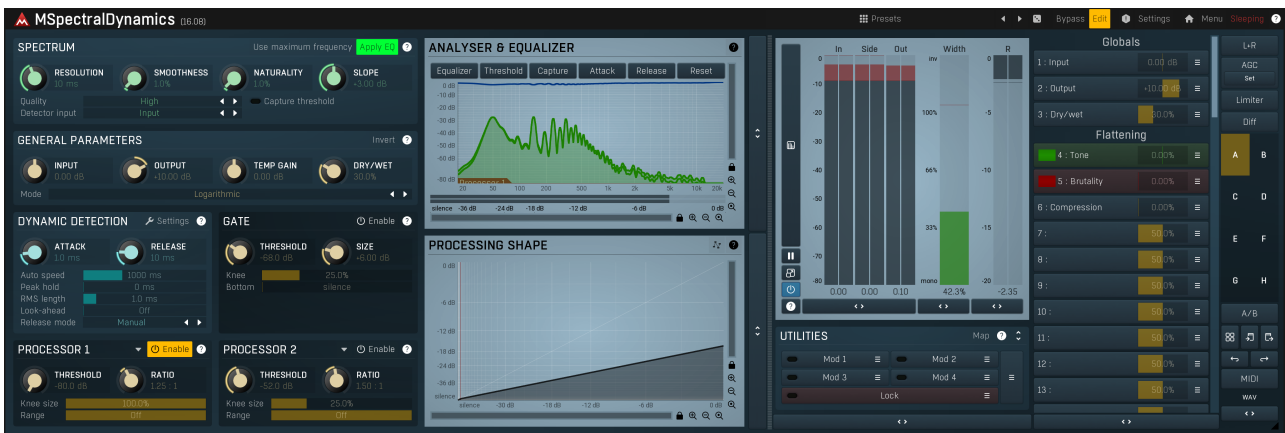 MSpectralDynamics (16.08)
Presets
Bypass Edit Settings Menu Sleeping ?
SPECTRUM
Use maximum frequency Apply EQ ?
RESOLUTION
10 ms
SMOOTHNESS
1.0%
NATURALITY
1.0%
SLOPE
+3.00 dB
Quality High
Capture threshold
Detector input Input
GENERAL PARAMETERS
Invert ?
INPUT
0.00 dB
OUTPUT
+10.00 dB
TEMP GAIN
0.00 dB
DRY/WET
30.0%
Mode Logarithmic
DYNAMIC DETECTION Settings ?
ATTACK
1.0 ms
RELEASE
10 ms
Auto speed 1000 ms
Peak hold 0 ms
RMS length 1.0 ms
Look-ahead Off
Release mode Manual
GATE Enable ?
THRESHOLD
-68.0 dB
SIZE
+6.00 dB
Knee 25.0%
Bottom silence
PROCESSOR 1 Enable ?
THRESHOLD
-80.0 dB
RATIO
1.25 : 1
Knee size 100.0%
Range Off
PROCESSOR 2 Enable ?
THRESHOLD
-52.0 dB
RATIO
1.50 : 1
Knee size 25.0%
Range Off
ANALYSER & EQUALIZER ?
Equalizer Threshold Capture Attack Release Reset
0 dB
-10 dB
-20 dB
-30 dB
-40 dB
-50 dB
-60 dB
-80 dB
Processor 1
20 50 100 200 500 1k 2k 5k 10k 20k
silence -36 dB -24 dB -18 dB -12 dB -6 dB 0 dB
PROCESSING SHAPE ?
0 dB
-6 dB
-12 dB
-18 dB
-24 dB
-36 dB
silence
silence -30 dB -18 dB -12 dB -6 dB 0 dB
In Side Out Width R
0
-10
-20
-30
-40
-50
-60
-70
-80
inv
100%
66%
33%
mono
0
-5
-10
-15
-20
0.00 0.00 0.10 42.3% -2.35
?
UTILITIES Map ?
Mod 1 Mod 2
Mod 3 Mod 4
Lock
Globals
1 : Input 0.00 dB
2 : Output +10.00 dB
3 : Dry/wet 30.0%
Flattening
4 : Tone 0.00%
5 : Brutality 0.00%
6 : Compression 0.00%
7 : 50.0%
8 : 50.0%
9 : 50.0%
10 : 50.0%
11 : 50.0%
12 : 50.0%
13 : 50.0%
L+R
AGC
Set
Limiter
Diff
A B
C D
E F
G H
A/B
MIDI
WAV